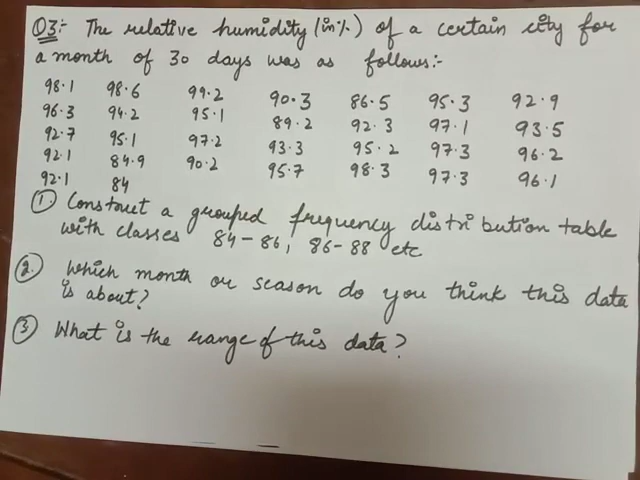 Q3:- The relative humidity (in%) of a certain city for
a month of 30 days was as follows:-
98.1 98.6 99.2 90.3 86.5 95.3 92.9
96.3 94.2 95.1 89.2 92.3 97.1 93.5
92.7 95.1 97.2 93.3 95.2 97.3 96.2
92.1 84.9 90.2 95.7 98.3 97.3 96.1
92.1 84
① Construct a grouped frequency distribution table
with classes 84-86, 86-88 etc
② Which month or season do you think this data
is about?
③ What is the range of this data?